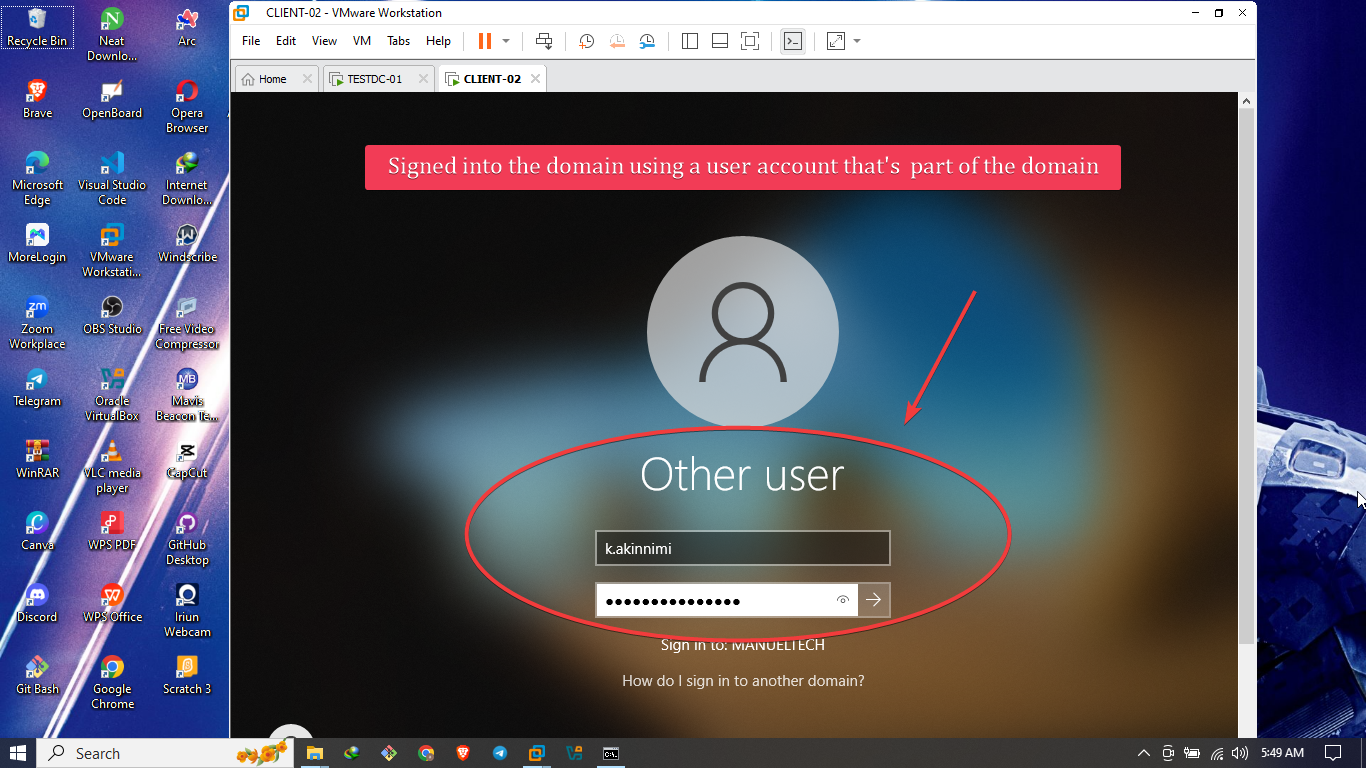 CLIENT-02 - VMware Workstation
File Edit View VM Tabs Help
Home TESTDC-01 CLIENT-02
Signed into the domain using a user account that's part of the domain
Other user
k.akinnimi
●●●●●●●●●●●●●●●
Sign in to: MANUELTECH
How do I sign in to another domain?
Recycle Bin
Neat
Downlo...
Arc
Brave
OpenBoard
Opera
Browser
Microsoft
Edge
Visual Studio
Code
Internet
Downlo...
MoreLogin
VMware
Workstati...
Windscribe
Zoom
Workplace
OBS Studio
Free Video
Compressor
Telegram
Oracle
VirtualBox
MB
Mavis
Beacon Te...
WinRAR
VLC media
player
CapCut
Canva
WPS PDF
GitHub
Desktop
Discord
WPS Office
Iriun
Webcam
Git Bash
Google
Chrome
Scratch 3
zm
Search
5:49 AM